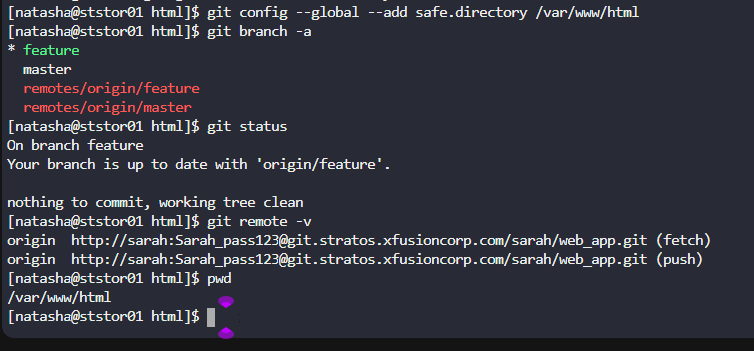 [natasha@ststor01 html]$ git config --global --add safe.directory /var/www/html
[natasha@ststor01 html]$ git branch -a
* feature
  master
  remotes/origin/feature
  remotes/origin/master
[natasha@ststor01 html]$ git status
On branch feature
Your branch is up to date with 'origin/feature'.

nothing to commit, working tree clean
[natasha@ststor01 html]$ git remote -v
origin  http://sarah:Sarah_pass123@git.stratos.xfusioncorp.com/sarah/web_app.git (fetch)
origin  http://sarah:Sarah_pass123@git.stratos.xfusioncorp.com/sarah/web_app.git (push)
[natasha@ststor01 html]$ pwd
/var/www/html
[natasha@ststor01 html]$